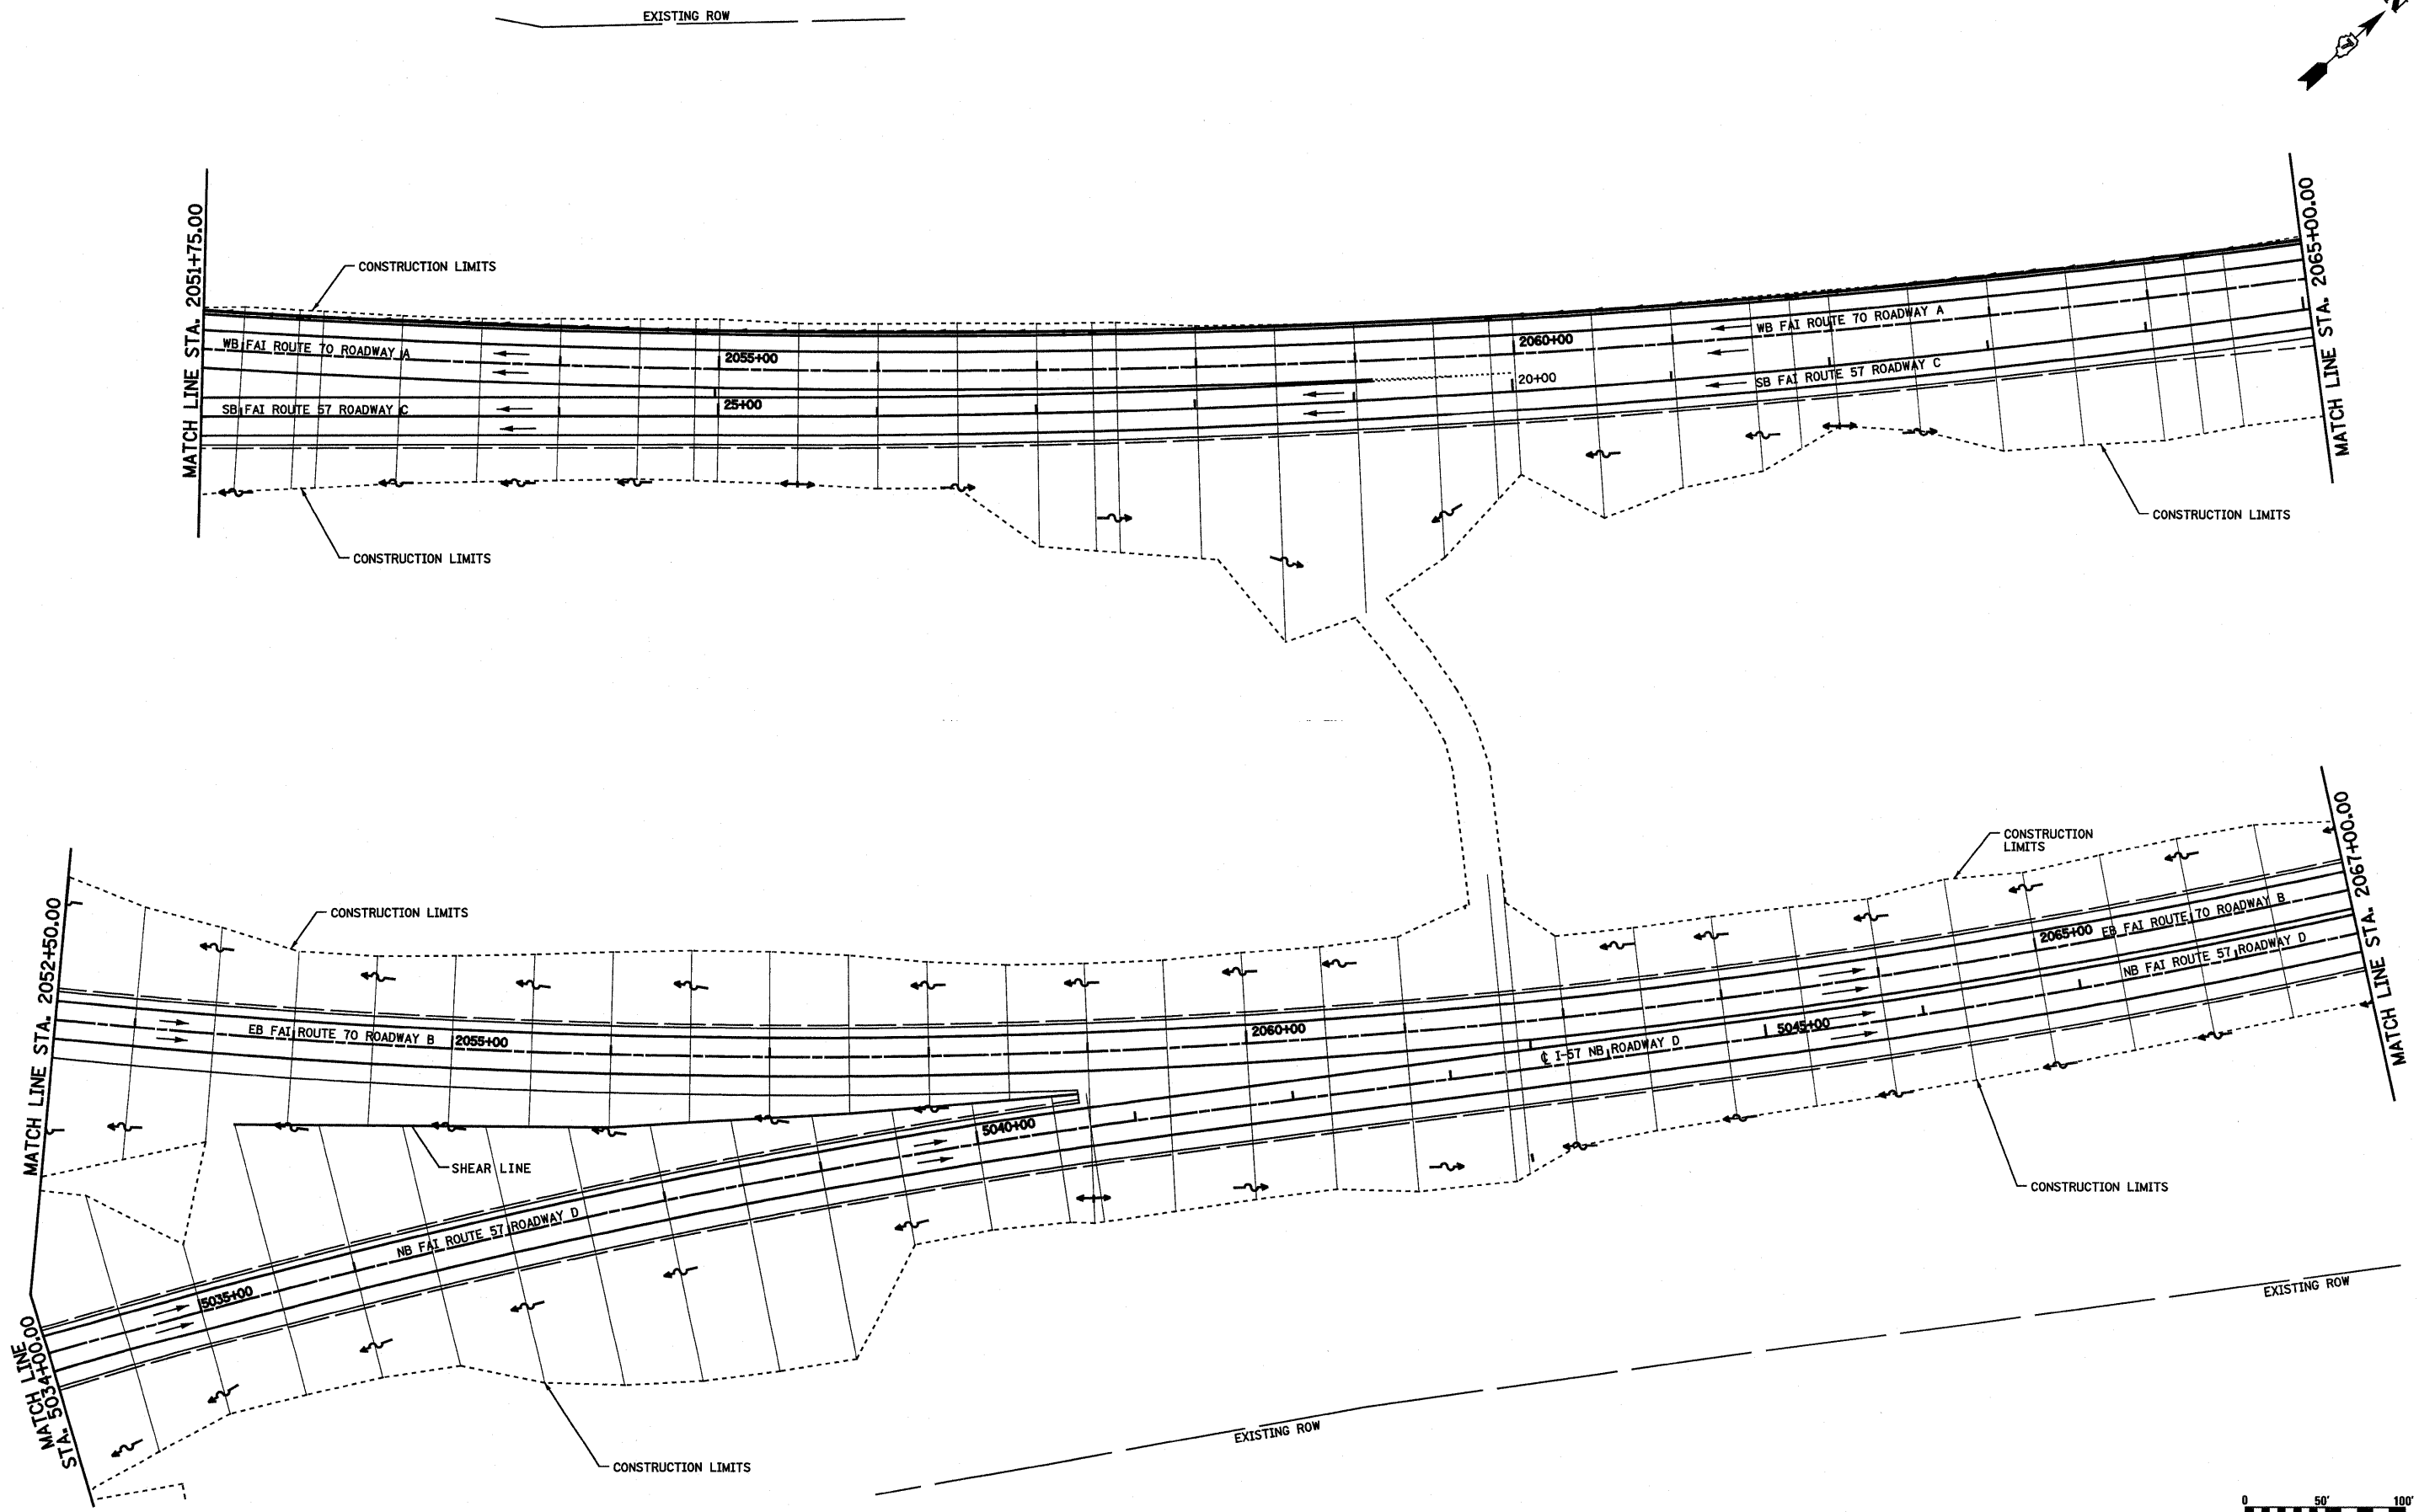 EXISTING ROW
MATCH LINE STA. 2051+75.00
MATCH LINE STA. 2065+00.00
CONSTRUCTION LIMITS
WB FAI ROUTE 70 ROADWAY A
2055+00
2060+00
WB FAI ROUTE 70 ROADWAY A
SB FAI ROUTE 57 ROADWAY C
25+00
20+00
SB FAI ROUTE 57 ROADWAY C
CONSTRUCTION LIMITS
CONSTRUCTION LIMITS
MATCH LINE STA. 2052+50.00
MATCH LINE STA. 2067+00.00
CONSTRUCTION
LIMITS
CONSTRUCTION LIMITS
EB FAI ROUTE 70 ROADWAY B
2055+00
2060+00
2065+00
EB FAI ROUTE 70 ROADWAY B
NB FAI ROUTE 57 ROADWAY D
5045+00
℄ I-57 NB ROADWAY D
5040+00
SHEAR LINE
NB FAI ROUTE 57 ROADWAY D
5035+00
CONSTRUCTION LIMITS
MATCH LINE
MATCH LINE
STA. 5034+00.00
EXISTING ROW
EXISTING ROW
CONSTRUCTION LIMITS
0 50' 100'